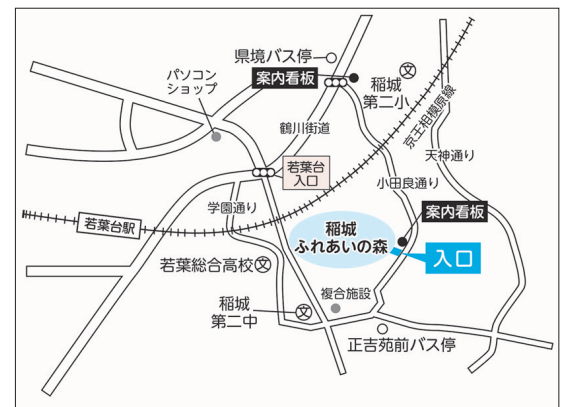 県境バス停
パソコン
ショップ
案内看板
文
稲城
第二小
鶴川街道
京王相模原線
天神通り
若葉台
入口
小田良通り
学園通り
案内看板
若葉台駅
稲城
ふれあいの森
入口
若葉総合高校
文
複合施設
稲城
第二中
文
正吉苑前バス停